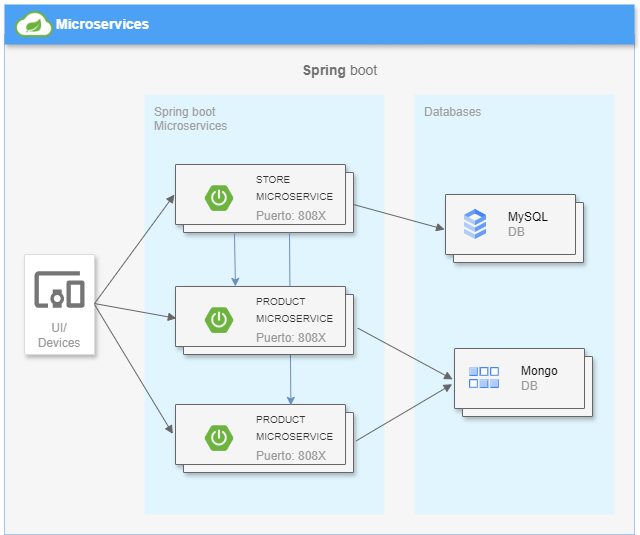 Microservices
Spring boot
Spring boot
Microservices
Databases
STORE
MICROSERVICE
Puerto: 808X
MySQL
DB
PRODUCT
MICROSERVICE
Puerto: 808X
UI/
Devices
Mongo
DB
PRODUCT
MICROSERVICE
Puerto: 808X